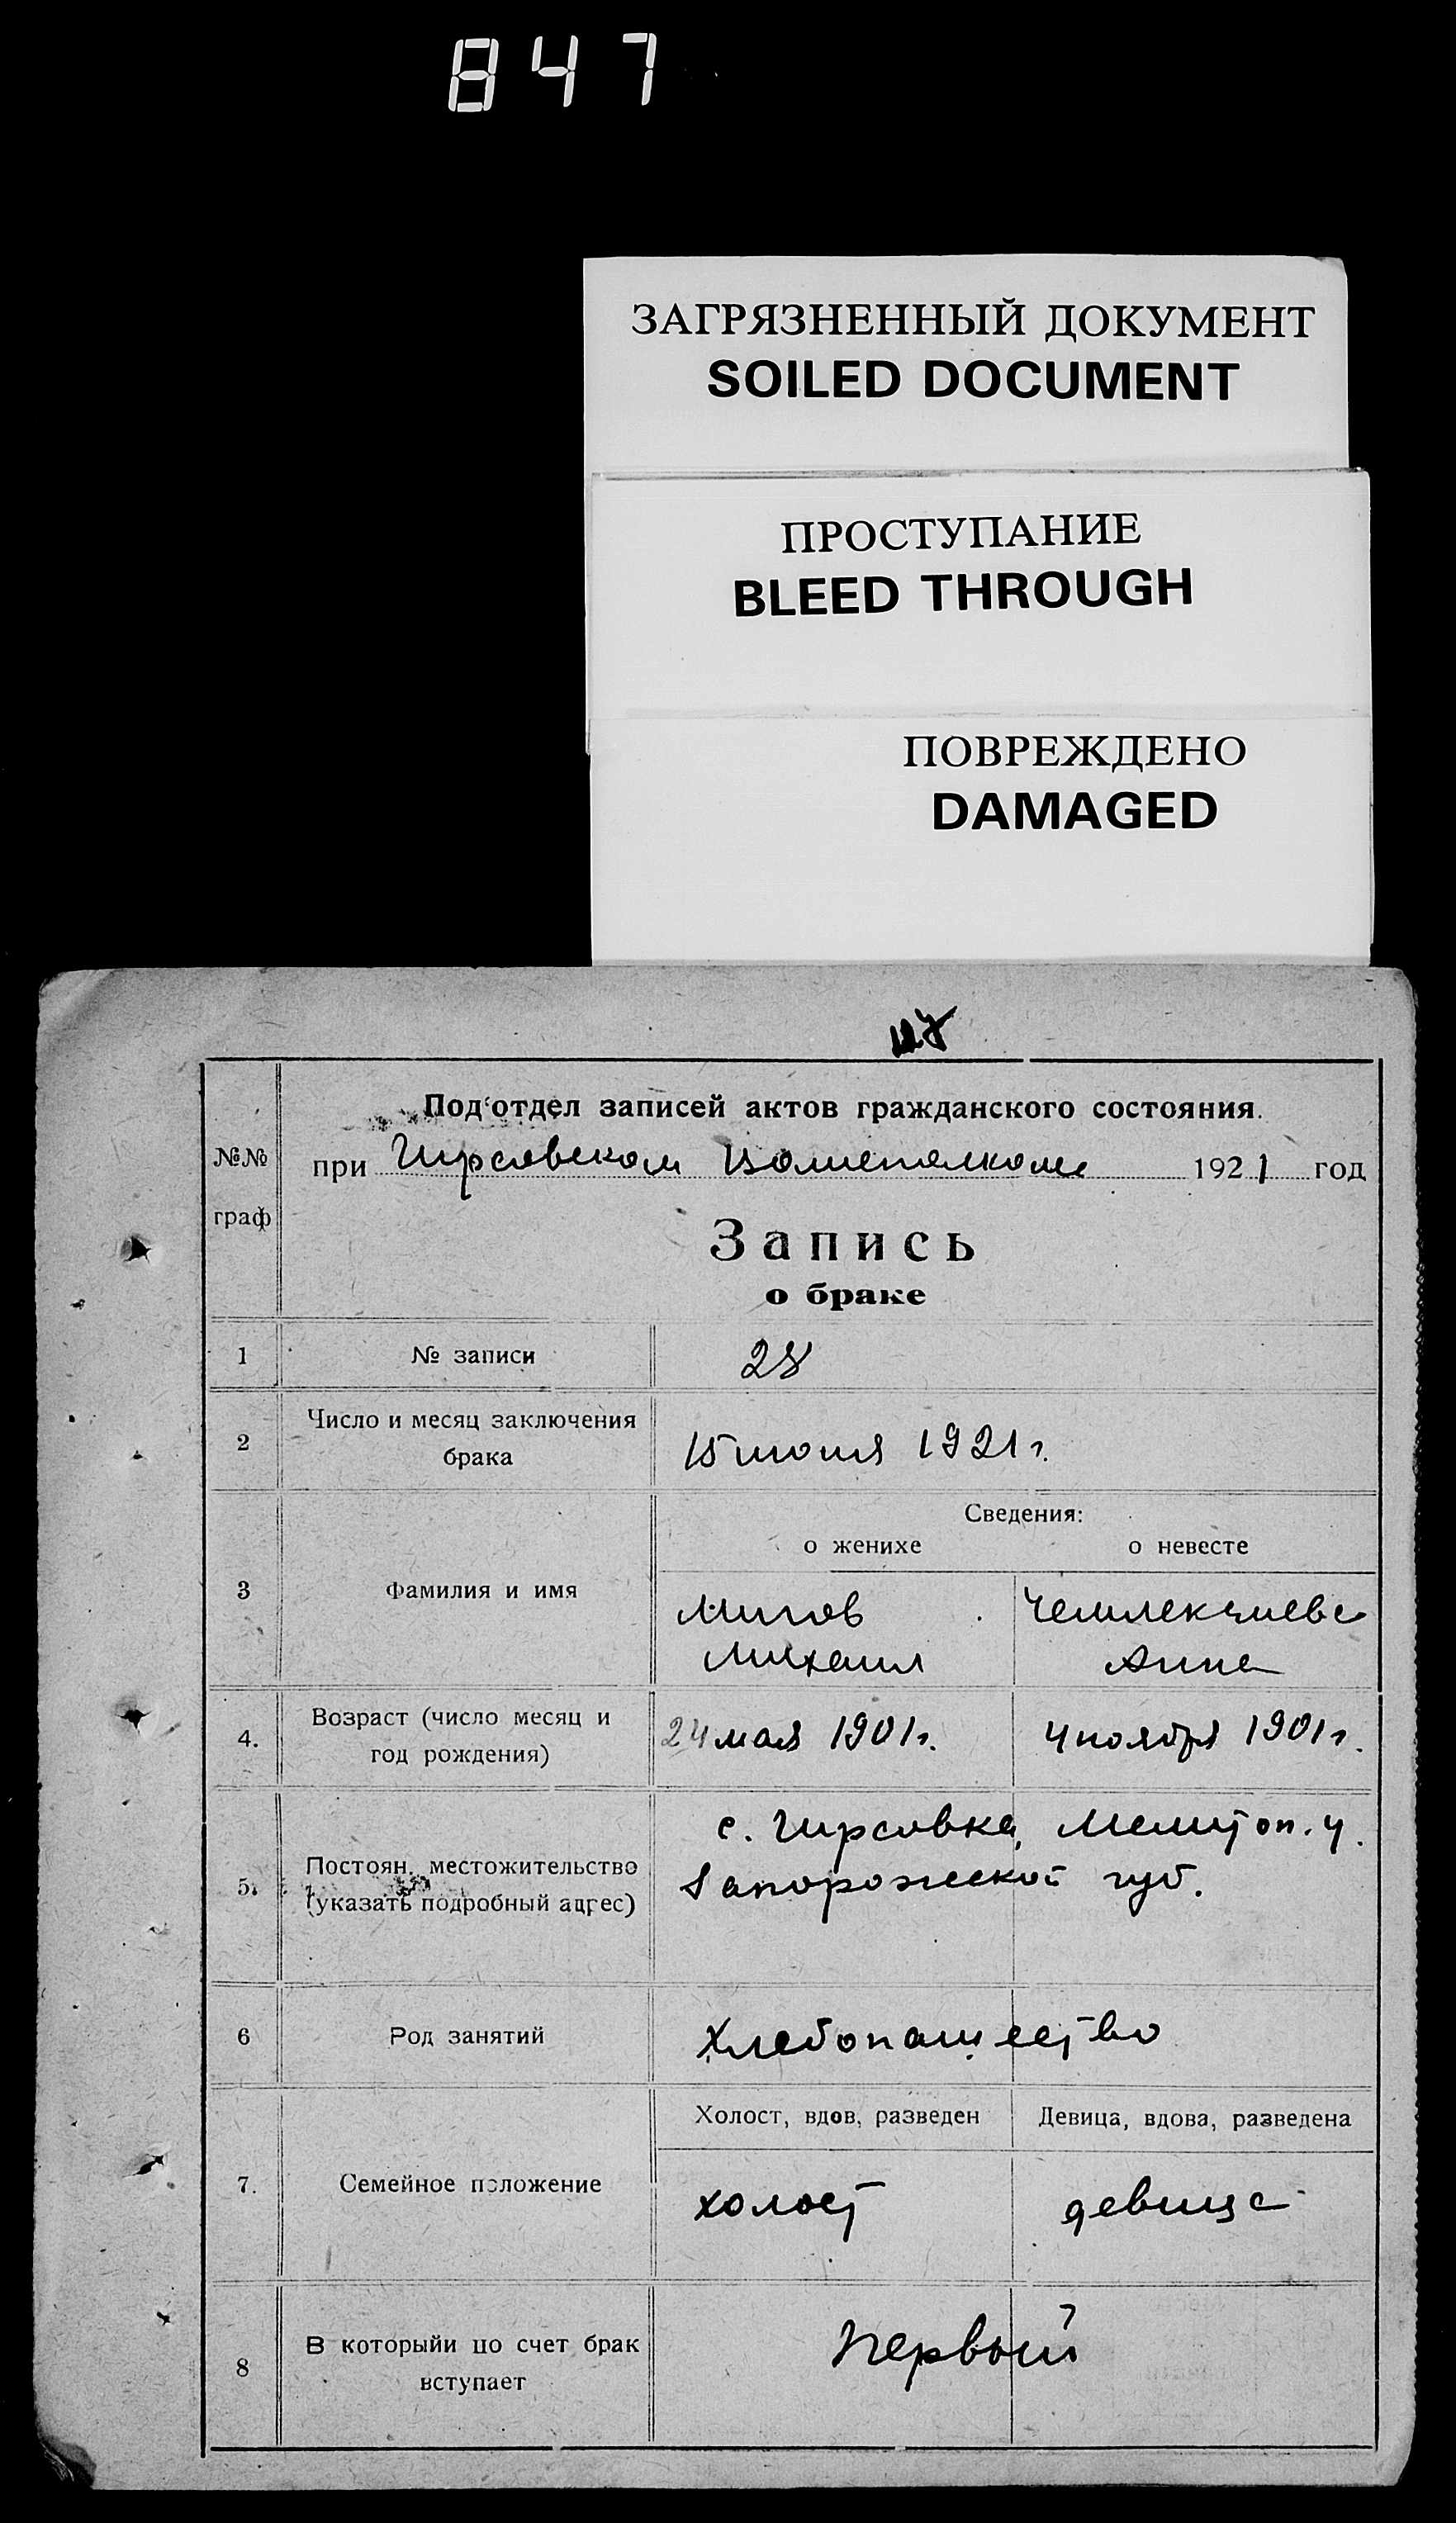 847
ЗАГРЯЗНЕННЫЙ ДОКУМЕНТ
SOILED DOCUMENT
ПРОСТУПАНИЕ
BLEED THROUGH
ПОВРЕЖДЕНО
DAMAGED
№№
граф
Под'отдел записей актов гражданского состояния.
при Гирсовском Волисполкоме 1921 год
Запись
о браке
1 № записи 28
2 Число и месяц заключения
брака
15 июня 1921 г.
Сведения:
о женихе о невесте
3 Фамилия и имя
Митов Чемлекчиева
Михаил Анна
4. Возраст (число месяц и
год рождения)
24 мая 1901 г. 4 ноября 1901 г.
5. Постоян. местожительство
(указать подробный адрес)
с. Гирсовка, Мелитоп. у.
Запорожской губ.
6 Род занятий Хлебопашество
Холост, вдов, разведен Девица, вдова, разведена
7. Семейное положение
холост девица
8 В которыйи по счет брак
вступает
Первый